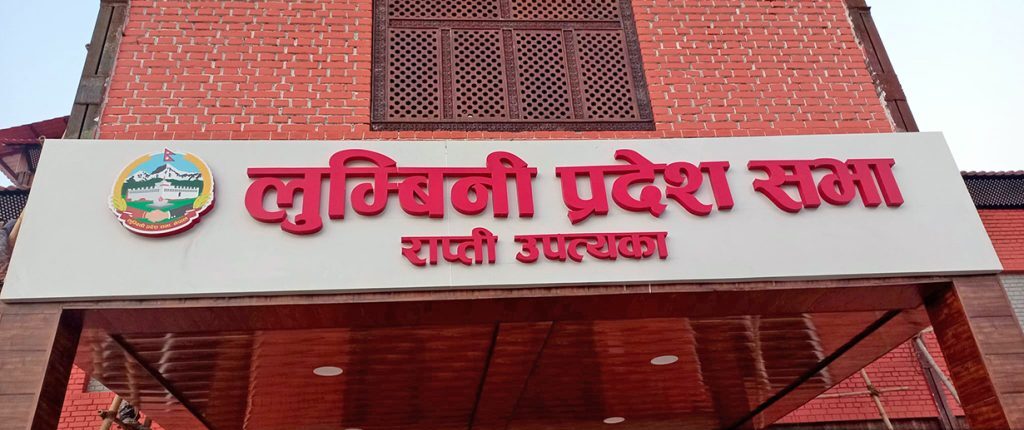 लुम्बिनी प्रदेश सभा
राप्ती उपत्यका